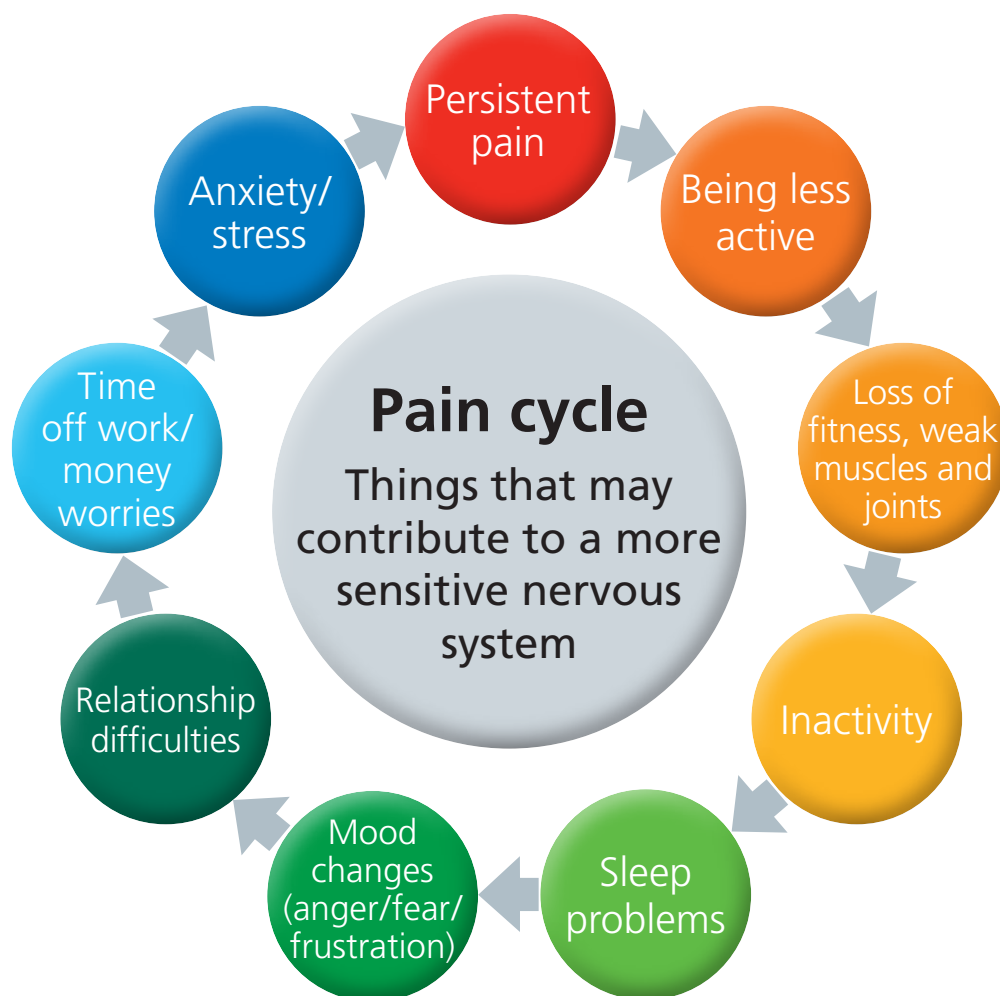 Pain cycle
Things that may
contribute to a more
sensitive nervous
system
Persistent
pain
Being less
active
Loss of
fitness, weak
muscles and
joints
Inactivity
Sleep
problems
Mood
changes
(anger/fear/
frustration)
Relationship
difficulties
Time
off work/
money
worries
Anxiety/
stress